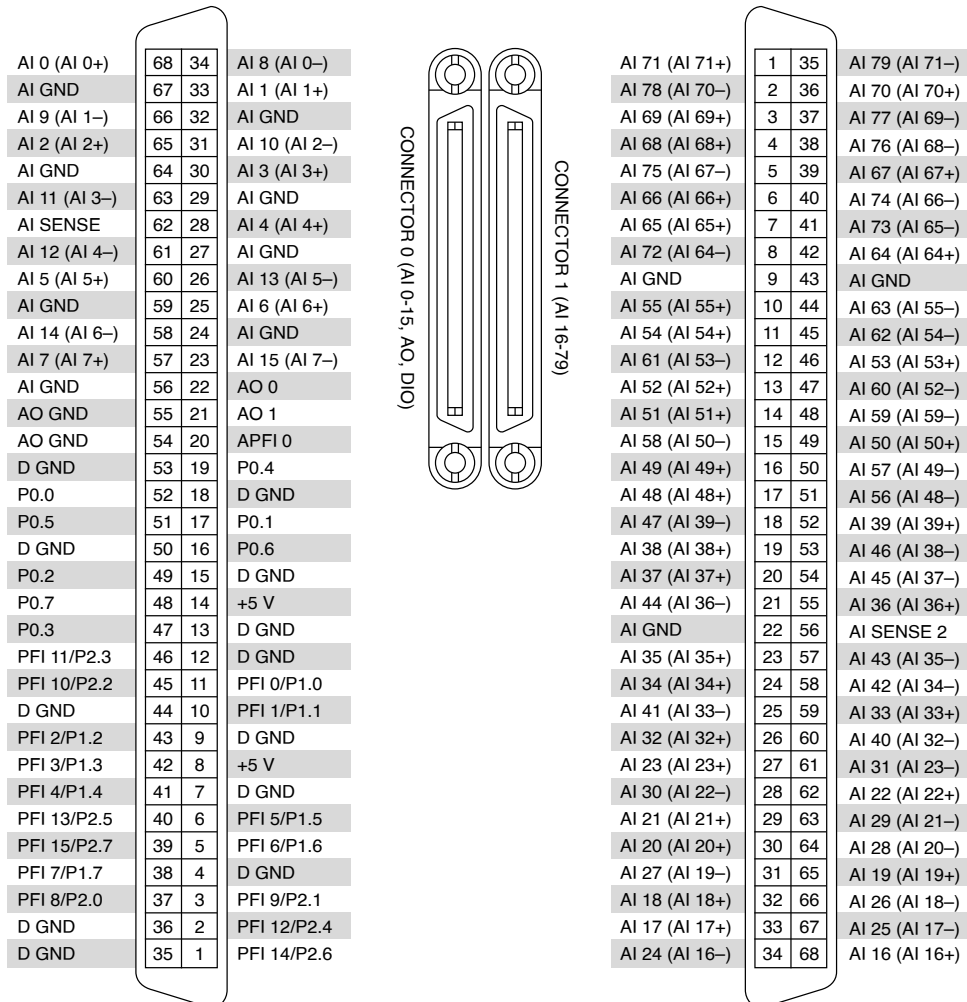 AI 0 (AI 0+) 68 34 AI 8 (AI 0–)
AI GND 67 33 AI 1 (AI 1+)
AI 9 (AI 1–) 66 32 AI GND
AI 2 (AI 2+) 65 31 AI 10 (AI 2–)
AI GND 64 30 AI 3 (AI 3+)
AI 11 (AI 3–) 63 29 AI GND
AI SENSE 62 28 AI 4 (AI 4+)
AI 12 (AI 4–) 61 27 AI GND
AI 5 (AI 5+) 60 26 AI 13 (AI 5–)
AI GND 59 25 AI 6 (AI 6+)
AI 14 (AI 6–) 58 24 AI GND
AI 7 (AI 7+) 57 23 AI 15 (AI 7–)
AI GND 56 22 AO 0
AO GND 55 21 AO 1
AO GND 54 20 APFI 0
D GND 53 19 P0.4
P0.0 52 18 D GND
P0.5 51 17 P0.1
D GND 50 16 P0.6
P0.2 49 15 D GND
P0.7 48 14 +5 V
P0.3 47 13 D GND
PFI 11/P2.3 46 12 D GND
PFI 10/P2.2 45 11 PFI 0/P1.0
D GND 44 10 PFI 1/P1.1
PFI 2/P1.2 43 9 D GND
PFI 3/P1.3 42 8 +5 V
PFI 4/P1.4 41 7 D GND
PFI 13/P2.5 40 6 PFI 5/P1.5
PFI 15/P2.7 39 5 PFI 6/P1.6
PFI 7/P1.7 38 4 D GND
PFI 8/P2.0 37 3 PFI 9/P2.1
D GND 36 2 PFI 12/P2.4
D GND 35 1 PFI 14/P2.6
CONNECTOR 0 (AI 0-15, AO, DIO)
CONNECTOR 1 (AI 16-79)
AI 71 (AI 71+) 1 35 AI 79 (AI 71–)
AI 78 (AI 70–) 2 36 AI 70 (AI 70+)
AI 69 (AI 69+) 3 37 AI 77 (AI 69–)
AI 68 (AI 68+) 4 38 AI 76 (AI 68–)
AI 75 (AI 67–) 5 39 AI 67 (AI 67+)
AI 66 (AI 66+) 6 40 AI 74 (AI 66–)
AI 65 (AI 65+) 7 41 AI 73 (AI 65–)
AI 72 (AI 64–) 8 42 AI 64 (AI 64+)
AI GND 9 43 AI GND
AI 55 (AI 55+) 10 44 AI 63 (AI 55–)
AI 54 (AI 54+) 11 45 AI 62 (AI 54–)
AI 61 (AI 53–) 12 46 AI 53 (AI 53+)
AI 52 (AI 52+) 13 47 AI 60 (AI 52–)
AI 51 (AI 51+) 14 48 AI 59 (AI 59–)
AI 58 (AI 50–) 15 49 AI 50 (AI 50+)
AI 49 (AI 49+) 16 50 AI 57 (AI 49–)
AI 48 (AI 48+) 17 51 AI 56 (AI 48–)
AI 47 (AI 39–) 18 52 AI 39 (AI 39+)
AI 38 (AI 38+) 19 53 AI 46 (AI 38–)
AI 37 (AI 37+) 20 54 AI 45 (AI 37–)
AI 44 (AI 36–) 21 55 AI 36 (AI 36+)
AI GND 22 56 AI SENSE 2
AI 35 (AI 35+) 23 57 AI 43 (AI 35–)
AI 34 (AI 34+) 24 58 AI 42 (AI 34–)
AI 41 (AI 33–) 25 59 AI 33 (AI 33+)
AI 32 (AI 32+) 26 60 AI 40 (AI 32–)
AI 23 (AI 23+) 27 61 AI 31 (AI 23–)
AI 30 (AI 22–) 28 62 AI 22 (AI 22+)
AI 21 (AI 21+) 29 63 AI 29 (AI 21–)
AI 20 (AI 20+) 30 64 AI 28 (AI 20–)
AI 27 (AI 19–) 31 65 AI 19 (AI 19+)
AI 18 (AI 18+) 32 66 AI 26 (AI 18–)
AI 17 (AI 17+) 33 67 AI 25 (AI 17–)
AI 24 (AI 16–) 34 68 AI 16 (AI 16+)